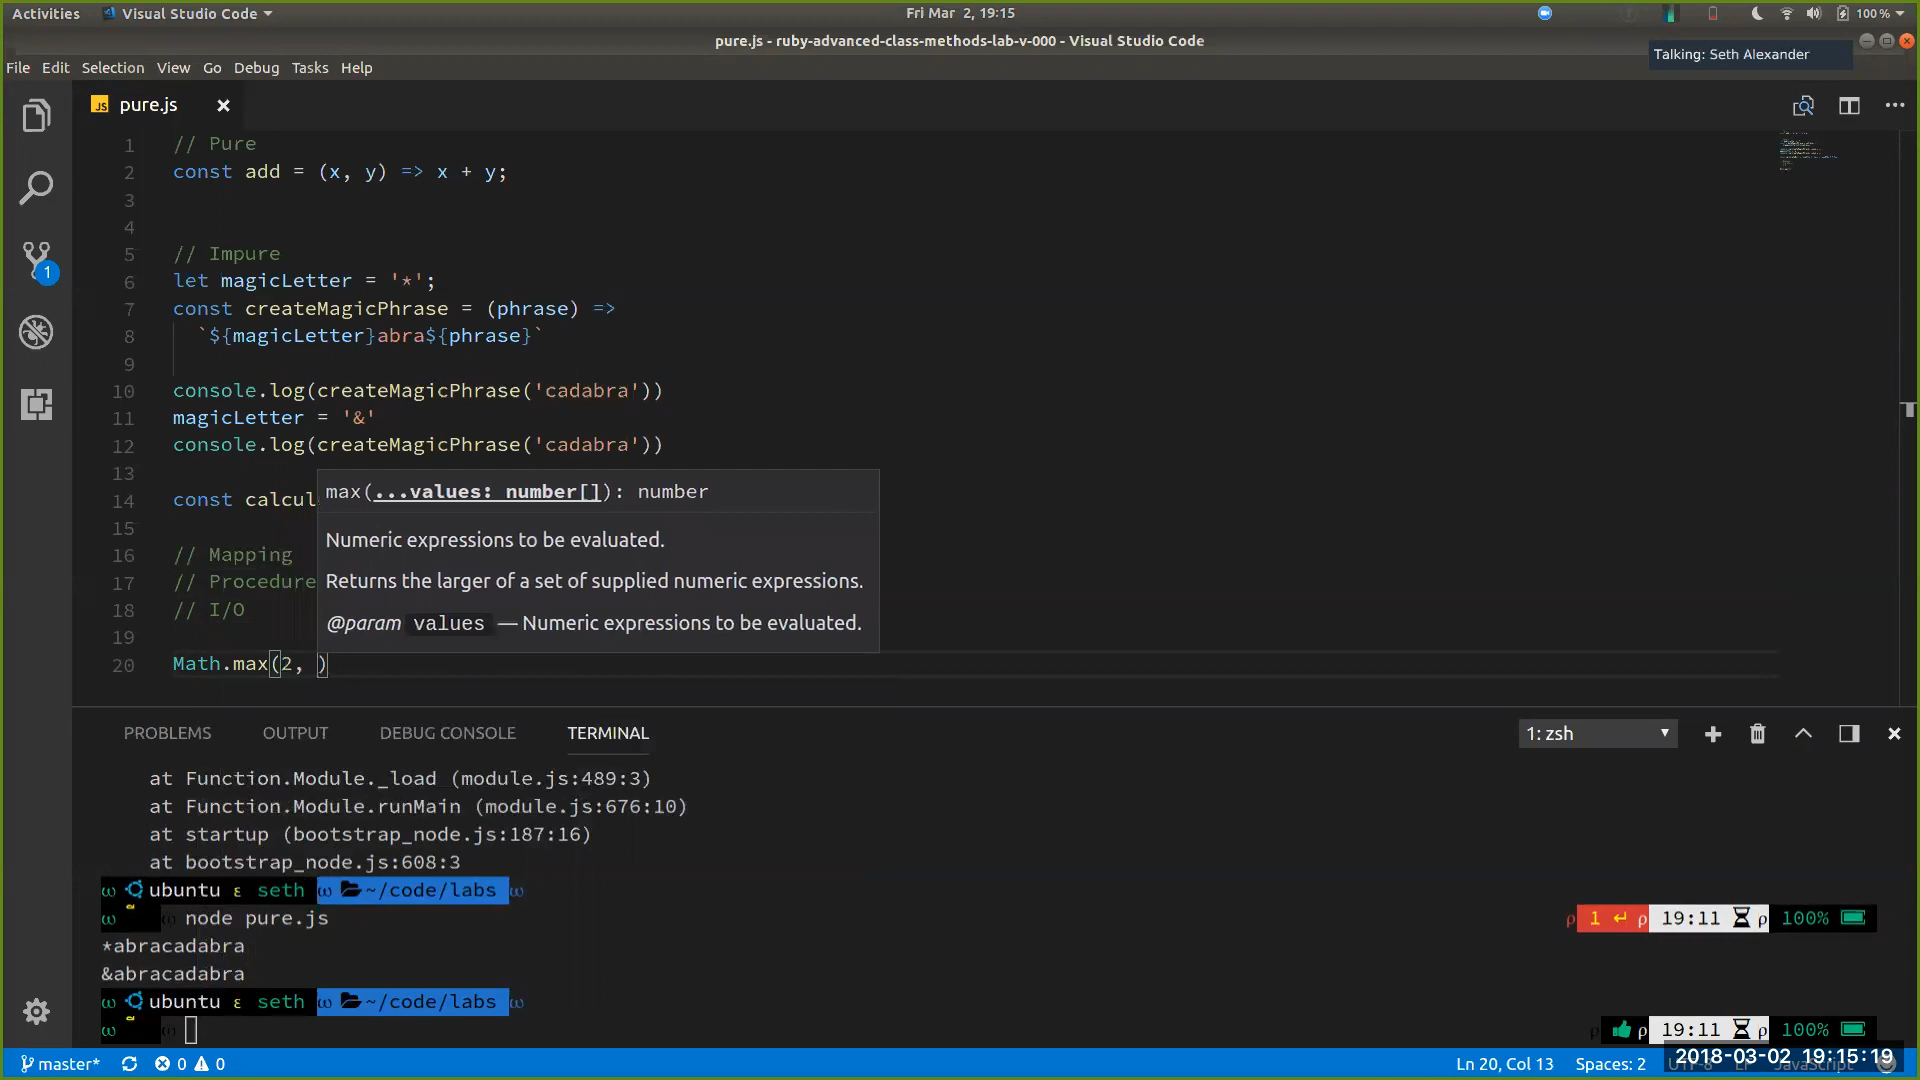 Activities
Visual Studio Code
Fri Mar 2, 19:15
100 %
pure.js - ruby-advanced-class-methods-lab-v-000 - Visual Studio Code
Talking: Seth Alexander
File Edit Selection View Go Debug Tasks Help
JS pure.js
1 // Pure
2 const add = (x, y) => x + y;
3
4
5 // Impure
6 let magicLetter = '*';
7 const createMagicPhrase = (phrase) =>
8 `${magicLetter}abra${phrase}`
9
10 console.log(createMagicPhrase('cadabra'))
11 magicLetter = '&'
12 console.log(createMagicPhrase('cadabra'))
13
14 const calcul
15
16 // Mapping
17 // Procedure
18 // I/O
19
20 Math.max(2, )
max(...values: number[]): number
Numeric expressions to be evaluated.
Returns the larger of a set of supplied numeric expressions.
@param values — Numeric expressions to be evaluated.
1
PROBLEMS OUTPUT DEBUG CONSOLE TERMINAL
1: zsh
at Function.Module._load (module.js:489:3)
at Function.Module.runMain (module.js:676:10)
at startup (bootstrap_node.js:187:16)
at bootstrap_node.js:608:3
ω ubuntu ε seth ω ~/code/labs ω
ω node pure.js
ρ 1 ↵ ρ 19:11 ρ 100%
*abracadabra
&abracadabra
ω ubuntu ε seth ω ~/code/labs ω
ω
ρ 19:11 ρ 100%
master* 0 0
Ln 20, Col 13 Spaces: 2 UTF-8 LF JavaScript
2018-03-02 19:15:19